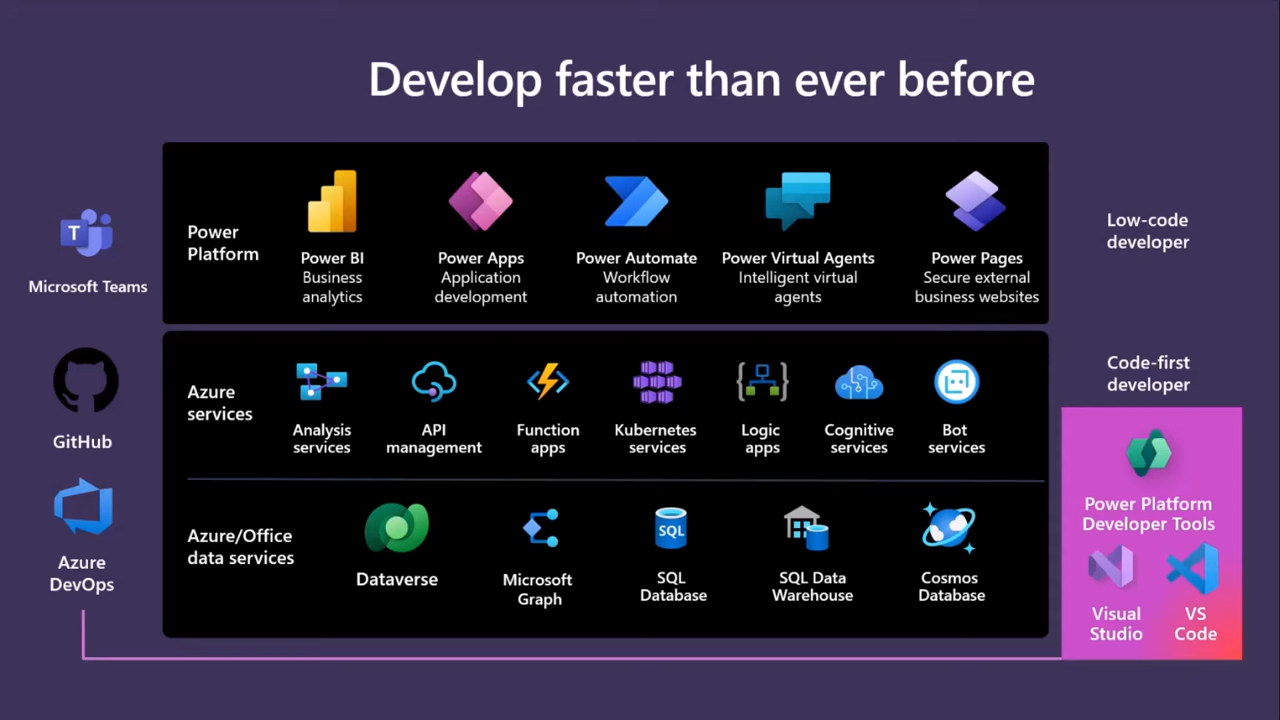 Develop faster than ever before
Microsoft Teams
GitHub
Azure
DevOps
Power
Platform
Power BI
Business
analytics
Power Apps
Application
development
Power Automate
Workflow
automation
Power Virtual Agents
Intelligent virtual
agents
Power Pages
Secure external
business websites
Azure
services
Analysis
services
API
management
Function
apps
Kubernetes
services
Logic
apps
Cognitive
services
Bot
services
Azure/Office
data services
Dataverse
Microsoft
Graph
SQL
SQL
Database
SQL Data
Warehouse
Cosmos
Database
Low-code
developer
Code-first
developer
Power Platform
Developer Tools
Visual
Studio
VS
Code